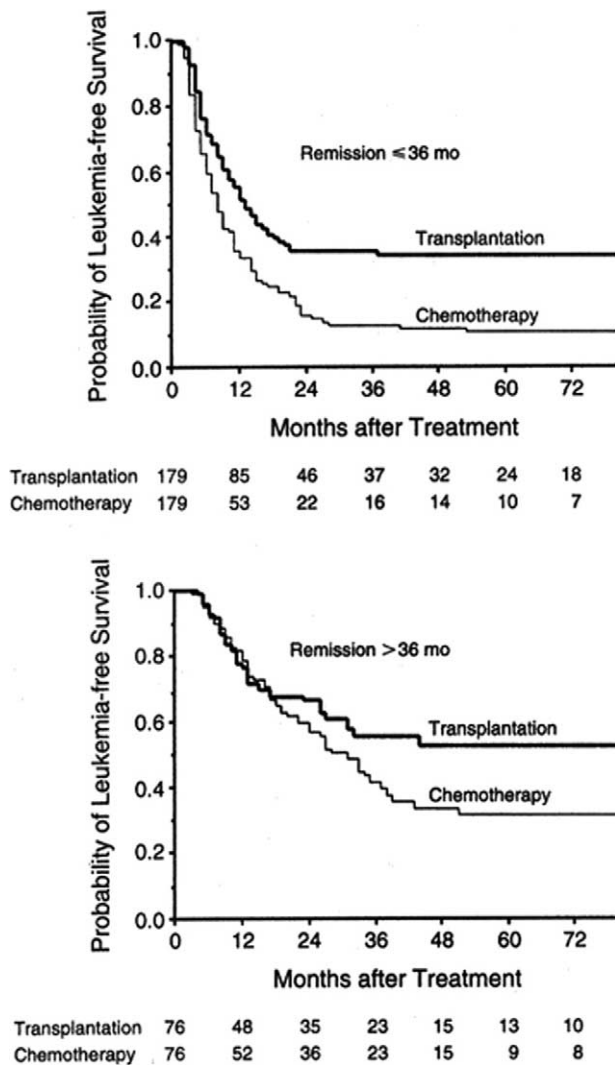 Probability of Leukemia-free Survival
1.0
0.8
0.6
0.4
0.2
0.0
Remission ≤36 mo
Transplantation
Chemotherapy
0 12 24 36 48 60 72
Months after Treatment
Transplantation 179 85 46 37 32 24 18
Chemotherapy 179 53 22 16 14 10 7
Probability of Leukemia-free Survival
1.0
0.8
0.6
0.4
0.2
0.0
Remission >36 mo
Transplantation
Chemotherapy
0 12 24 36 48 60 72
Months after Treatment
Transplantation 76 48 35 23 15 13 10
Chemotherapy 76 52 36 23 15 9 8